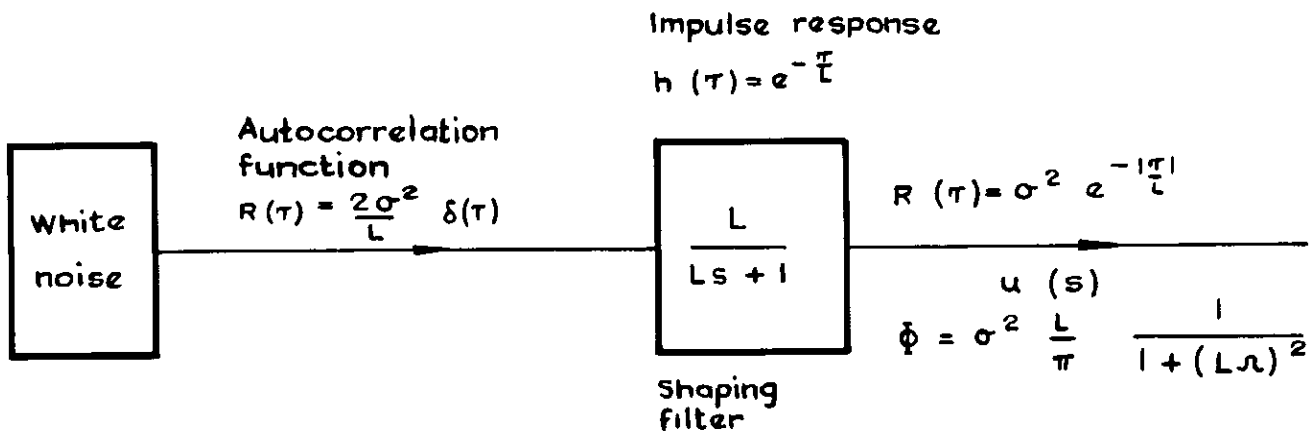 Impulse response
h (τ) = e^{-τ/L}
Autocorrelation
function
R (τ) = 2σ²/L δ(τ)
White
noise
L
Ls + 1
R (τ) = σ² e^{-|τ/L|}
u (s)
Φ = σ² L/π 1/(1 + (LΩ)²)
Shaping
filter